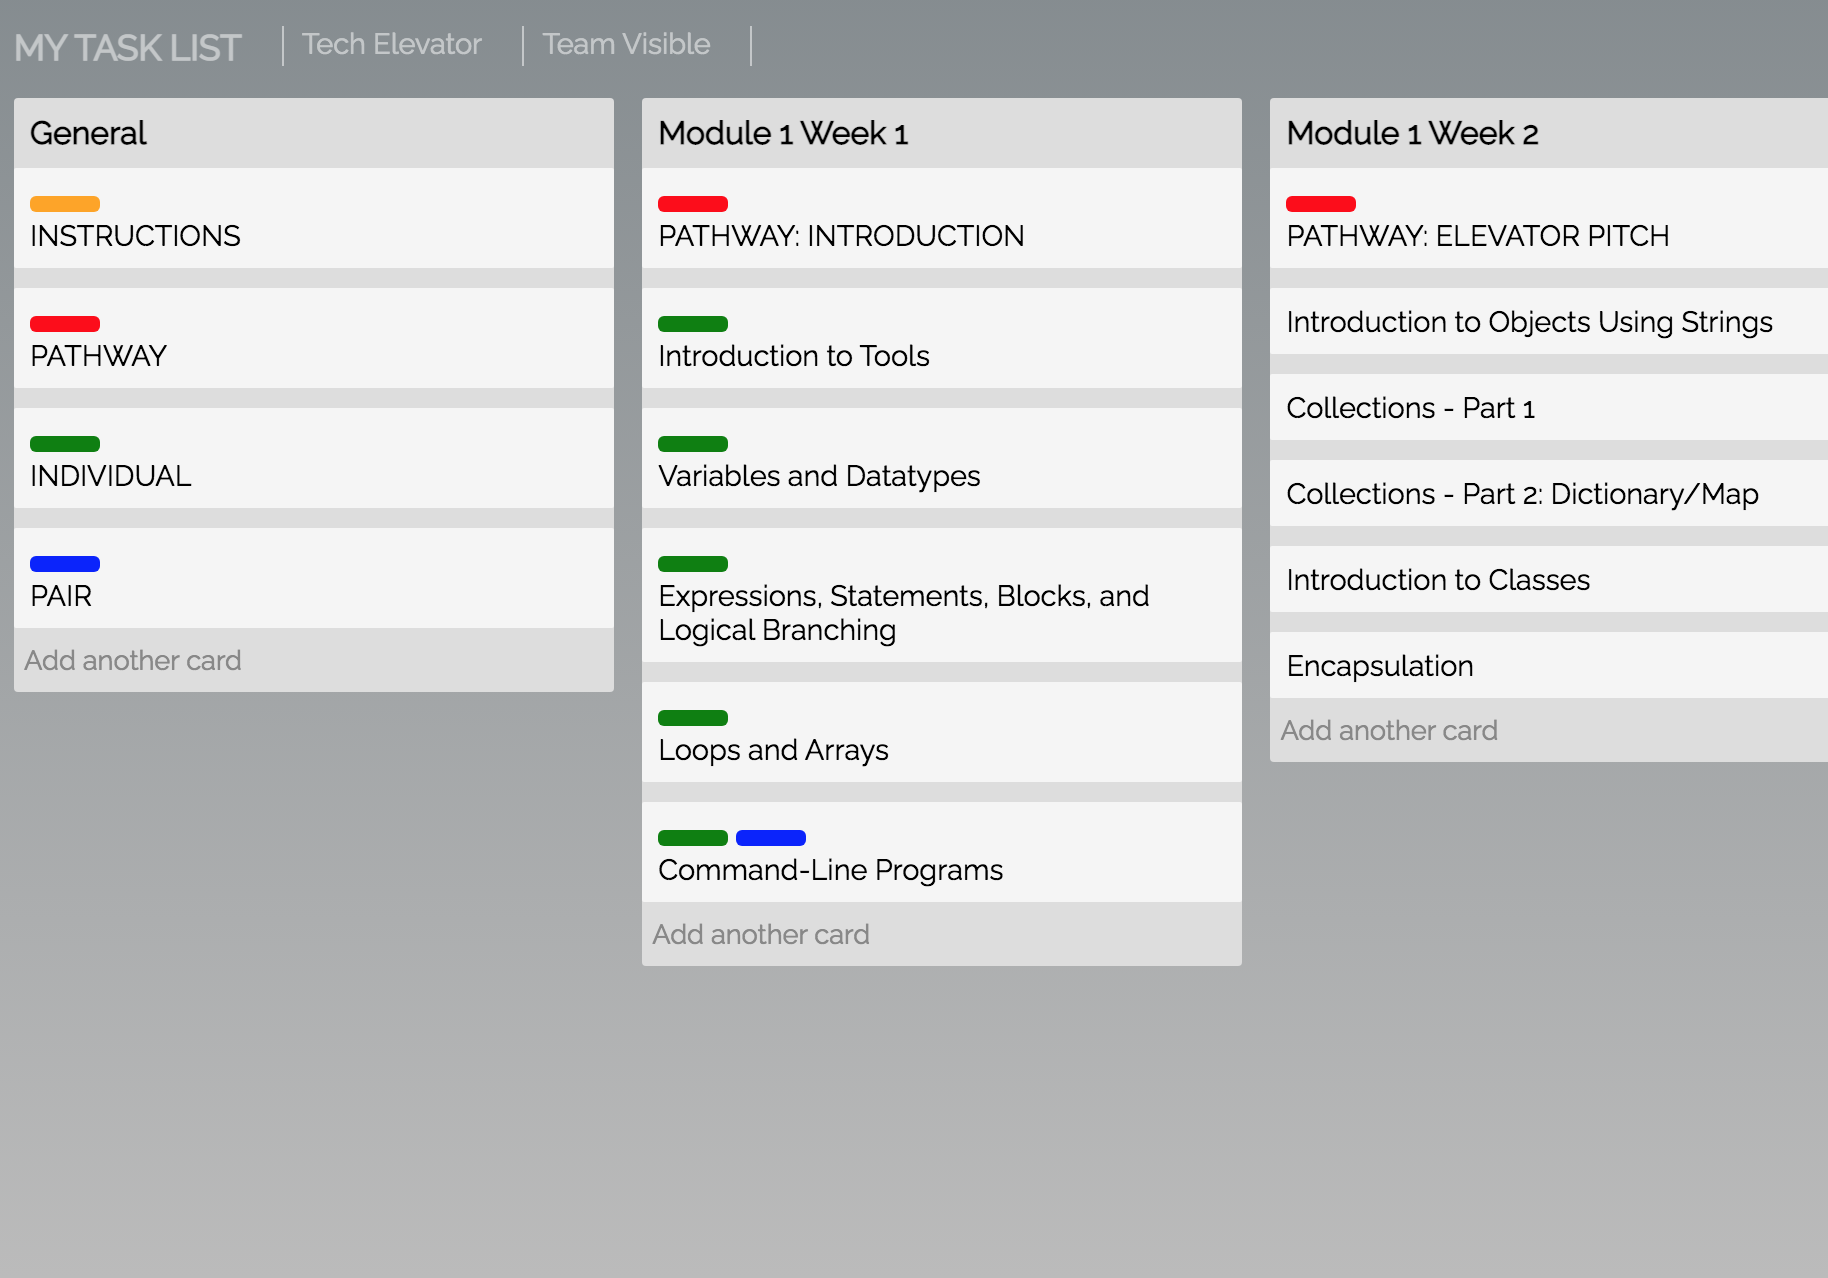 MY TASK LIST
Tech Elevator
Team Visible
General
INSTRUCTIONS
PATHWAY
INDIVIDUAL
PAIR
Add another card
Module 1 Week 1
PATHWAY: INTRODUCTION
Introduction to Tools
Variables and Datatypes
Expressions, Statements, Blocks, and
Logical Branching
Loops and Arrays
Command-Line Programs
Add another card
Module 1 Week 2
PATHWAY: ELEVATOR PITCH
Introduction to Objects Using Strings
Collections - Part 1
Collections - Part 2: Dictionary/Map
Introduction to Classes
Encapsulation
Add another card